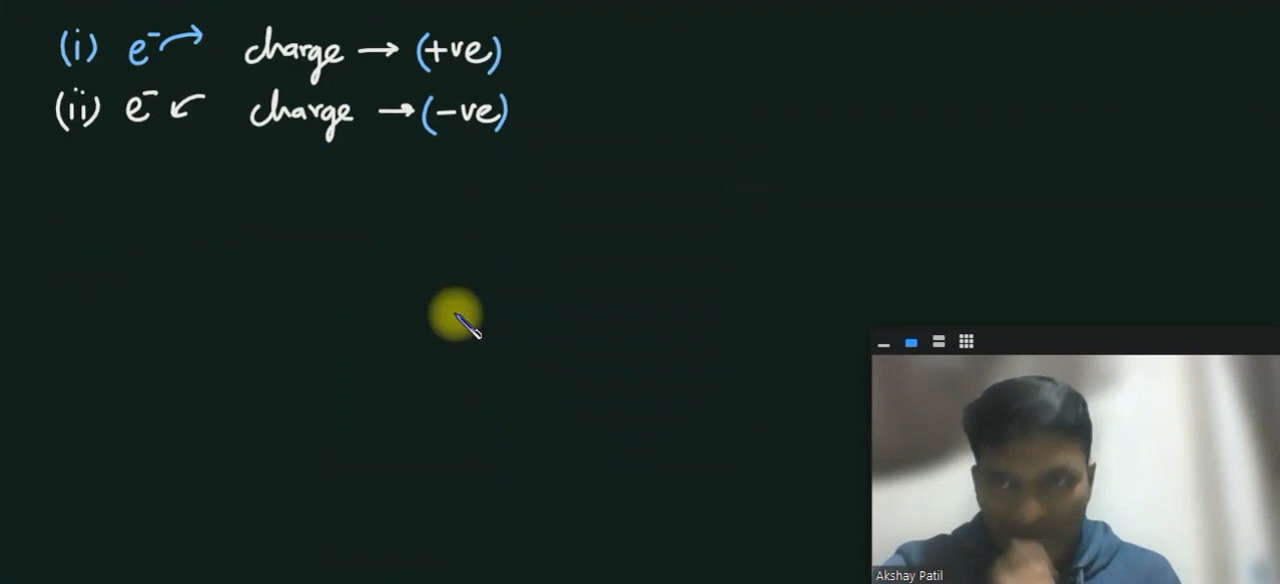 (i) e⁻ charge → (+ve)
(ii) e⁻ ↙ charge → (-ve)
Akshay Patil